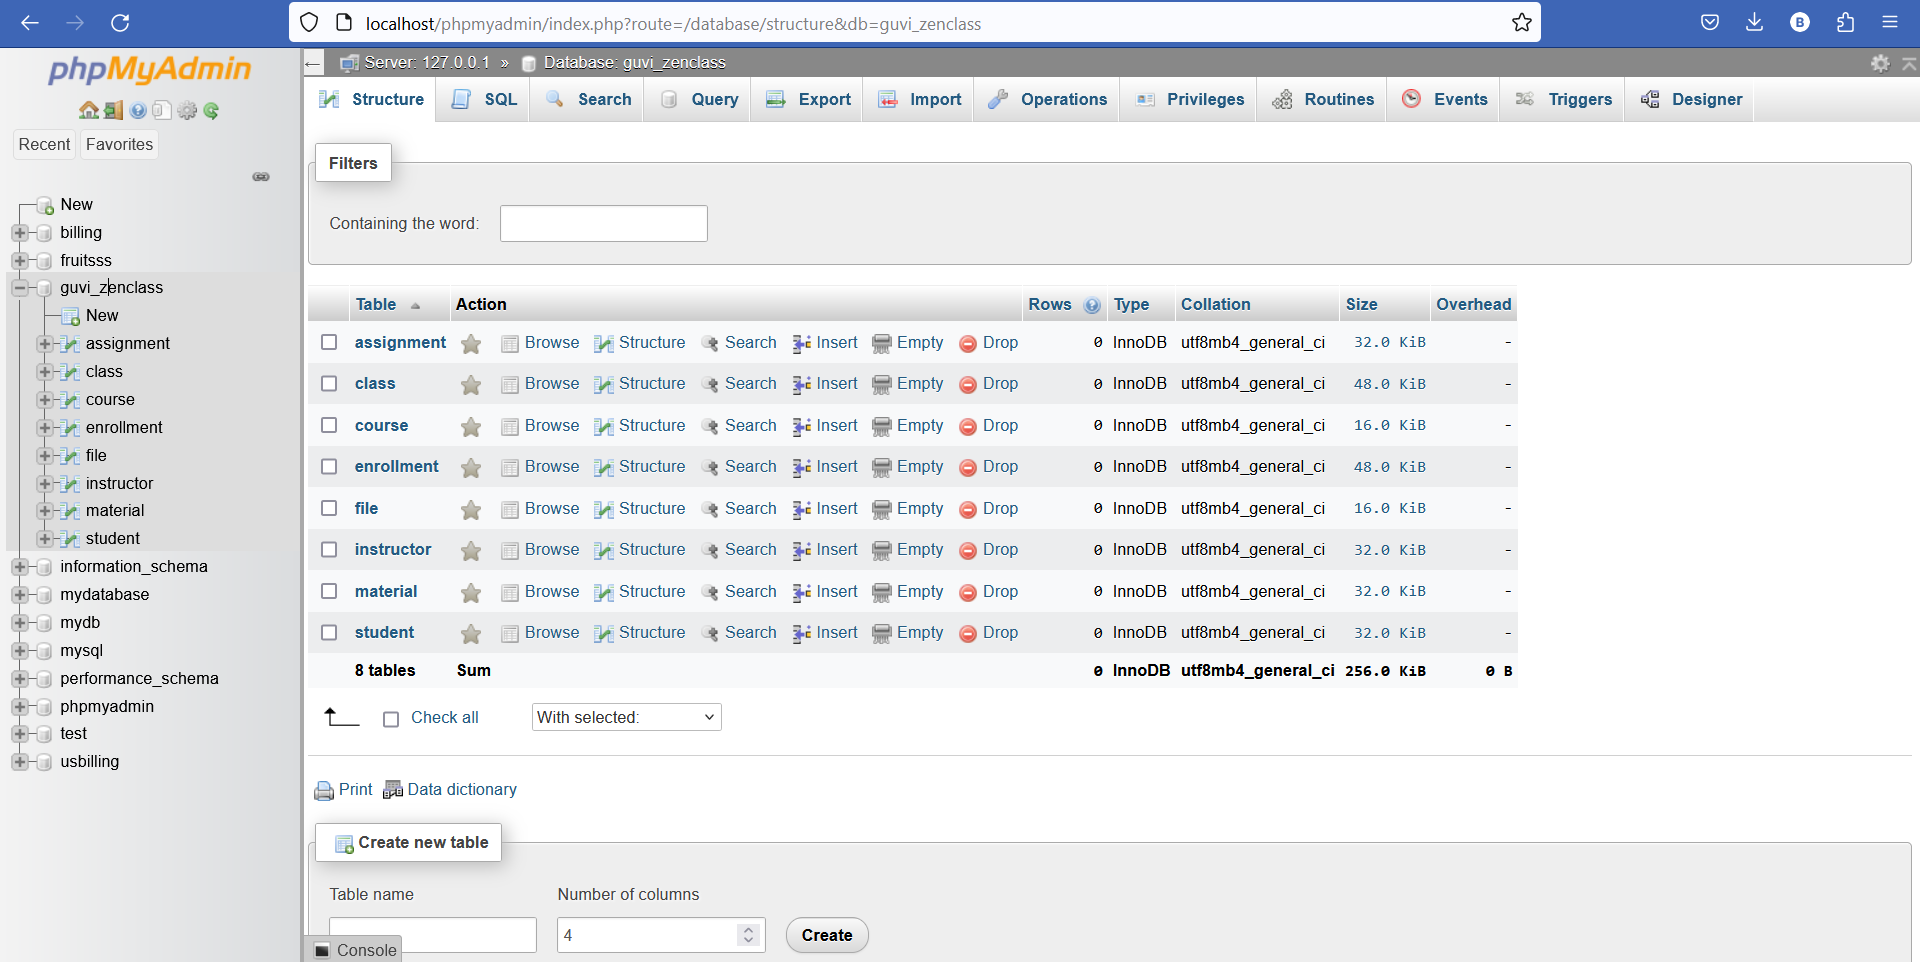 localhost/phpmyadmin/index.php?route=/database/structure&db=guvi_zenclass
B
phpMyAdmin
Recent Favorites
New
billing
fruitsss
guvi_zenclass
New
assignment
class
course
enrollment
file
instructor
material
student
information_schema
mydatabase
mydb
mysql
performance_schema
phpmyadmin
test
usbilling
Server: 127.0.0.1 » Database: guvi_zenclass
Structure SQL Search Query Export Import Operations Privileges Routines Events Triggers Designer
Filters
Containing the word:
Table Action Rows Type Collation Size Overhead
assignment Browse Structure Search Insert Empty Drop 0 InnoDB utf8mb4_general_ci 32.0 KiB -
class Browse Structure Search Insert Empty Drop 0 InnoDB utf8mb4_general_ci 48.0 KiB -
course Browse Structure Search Insert Empty Drop 0 InnoDB utf8mb4_general_ci 16.0 KiB -
enrollment Browse Structure Search Insert Empty Drop 0 InnoDB utf8mb4_general_ci 48.0 KiB -
file Browse Structure Search Insert Empty Drop 0 InnoDB utf8mb4_general_ci 16.0 KiB -
instructor Browse Structure Search Insert Empty Drop 0 InnoDB utf8mb4_general_ci 32.0 KiB -
material Browse Structure Search Insert Empty Drop 0 InnoDB utf8mb4_general_ci 32.0 KiB -
student Browse Structure Search Insert Empty Drop 0 InnoDB utf8mb4_general_ci 32.0 KiB -
8 tables Sum 0 InnoDB utf8mb4_general_ci 256.0 KiB 0 B
Check all With selected:
Print Data dictionary
Create new table
Table name Number of columns
4 Create
Console